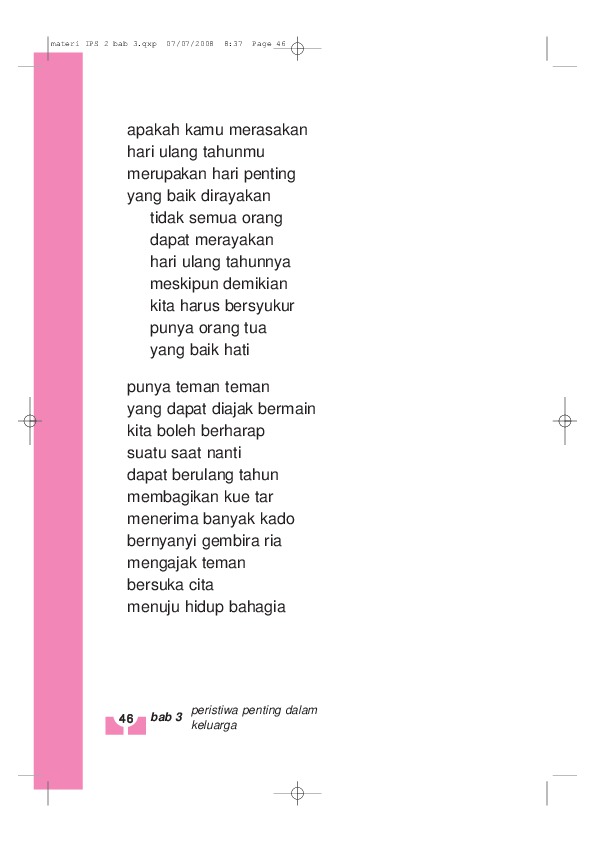 materi IPS 2 bab 3.qxp  07/07/2008  8:37  Page 46
apakah kamu merasakan
hari ulang tahunmu
merupakan hari penting
yang baik dirayakan
tidak semua orang
dapat merayakan
hari ulang tahunnya
meskipun demikian
kita harus bersyukur
punya orang tua
yang baik hati
punya teman teman
yang dapat diajak bermain
kita boleh berharap
suatu saat nanti
dapat berulang tahun
membagikan kue tar
menerima banyak kado
bernyanyi gembira ria
mengajak teman
bersuka cita
menuju hidup bahagia
46 bab 3 peristiwa penting dalam
keluarga